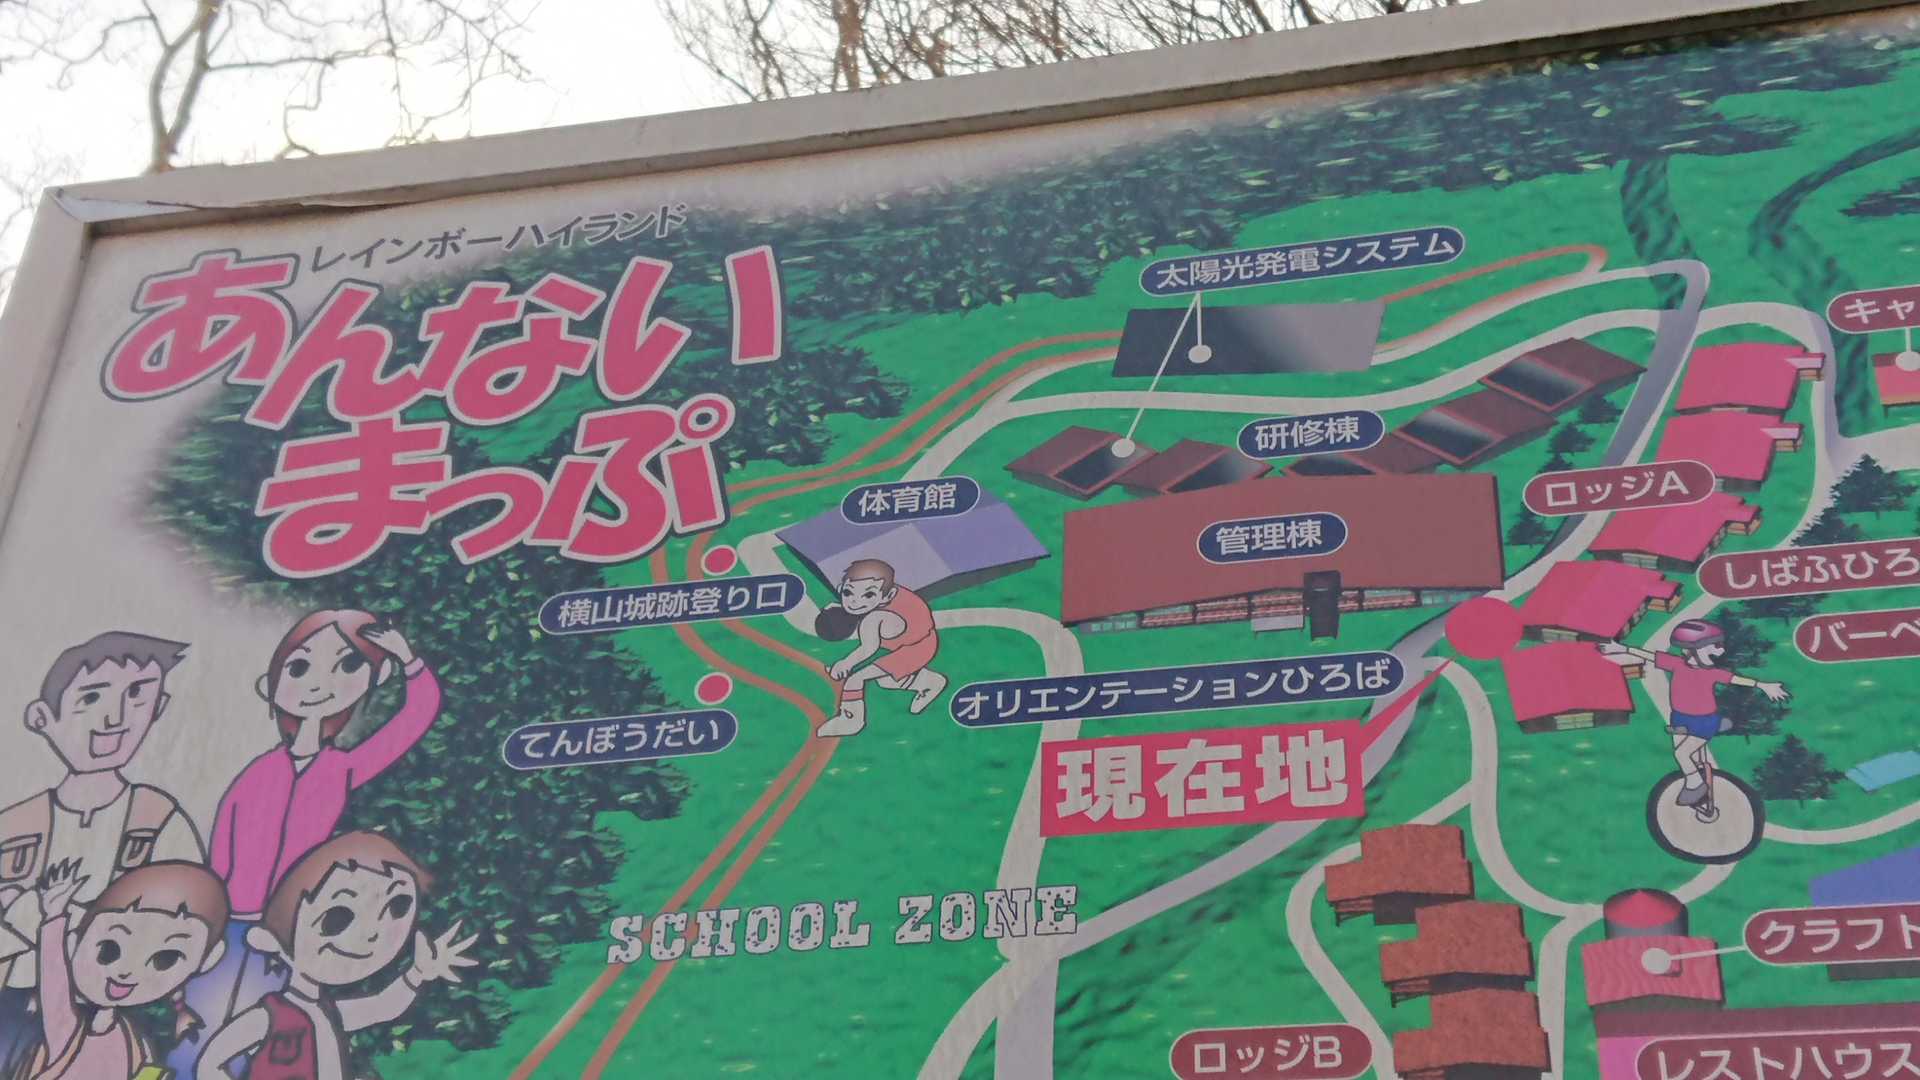 レインボーハイランド
あんない
まっぷ
太陽光発電システム
キャ
研修棟
体育館
ロッジA
管理棟
しばふひろ
横山城跡登り口
バーベ
オリエンテーションひろば
てんぼうだい
現在地
SCHOOL ZONE
クラフト
ロッジB
レストハウス